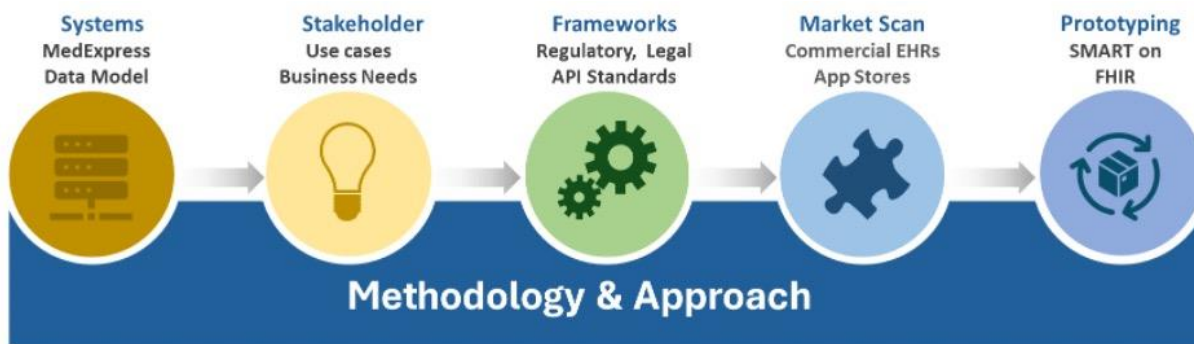 Systems
MedExpress
Data Model
Stakeholder
Use cases
Business Needs
Frameworks
Regulatory, Legal
API Standards
Market Scan
Commercial EHRs
App Stores
Prototyping
SMART on
FHIR
Methodology & Approach